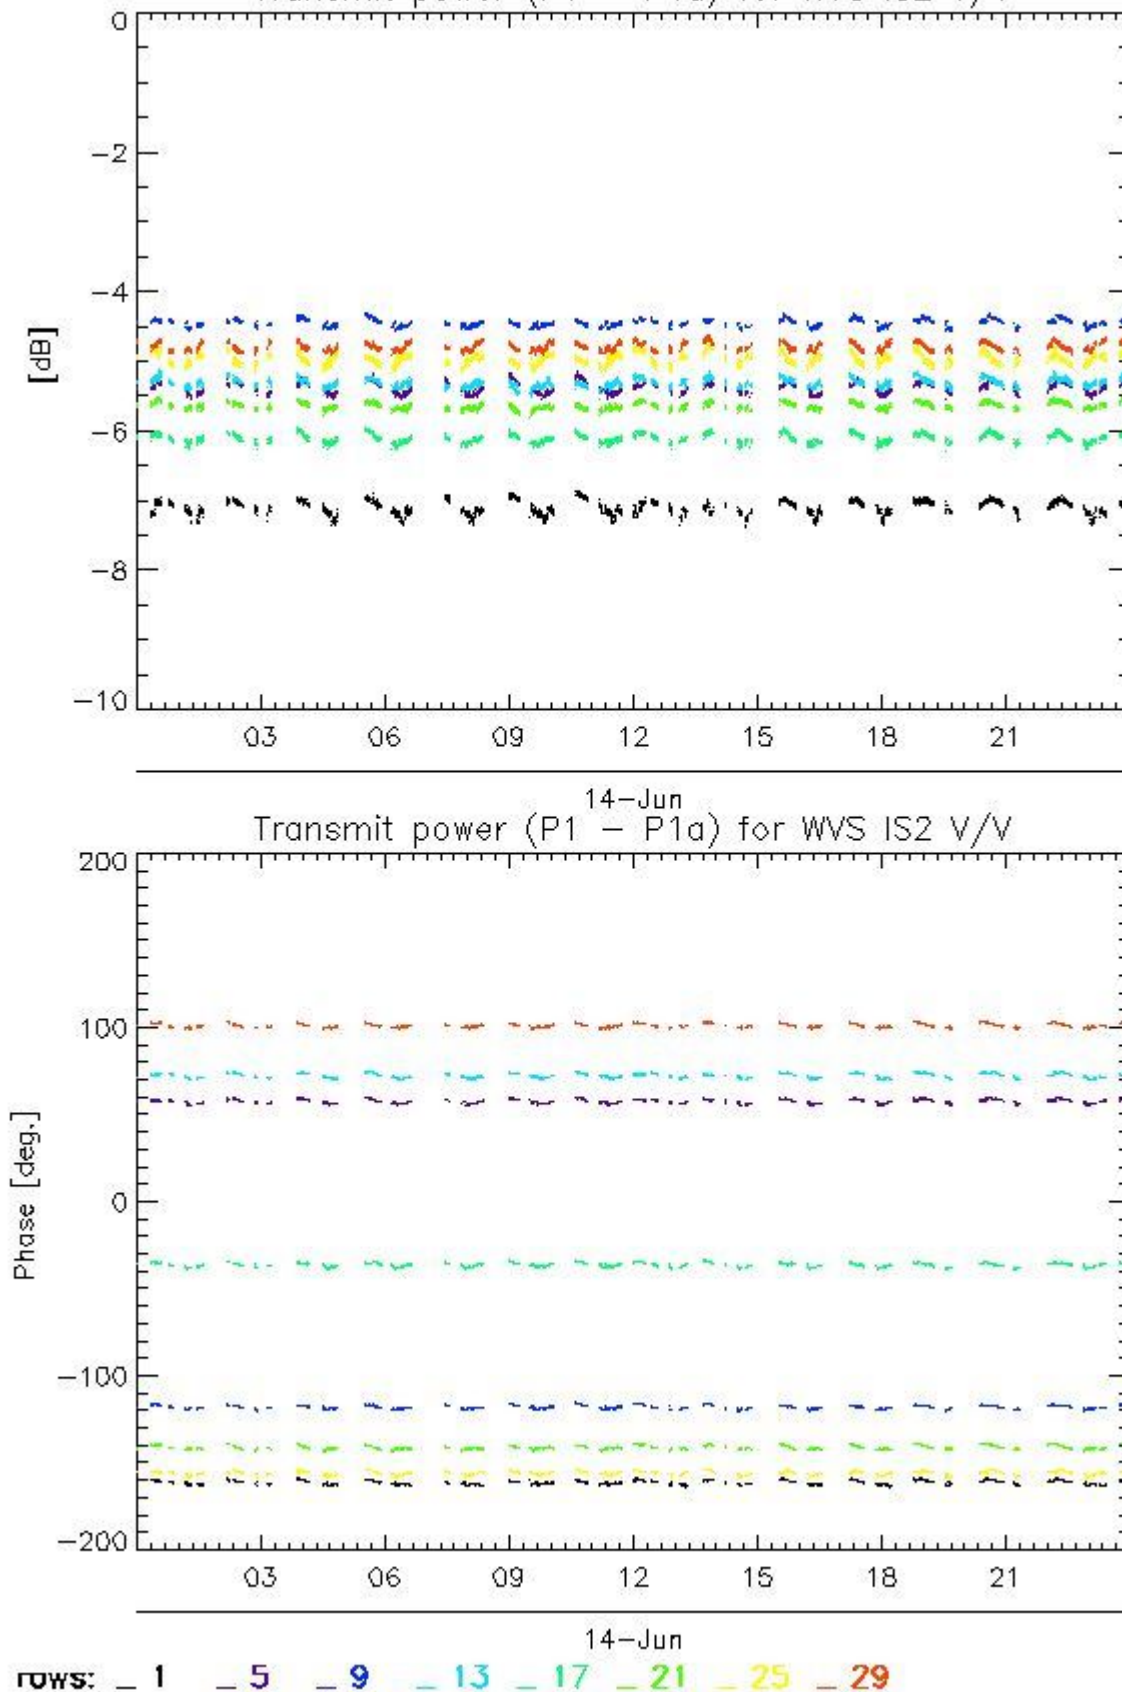 0
−2
−4
[dB]
−6
−8
−10
03 06 09 12 15 18 21
14−Jun
Transmit power (P1 − P1a) for WVS IS2 V/V
200
100
0
Phase [deg.]
−100
−200
03 06 09 12 15 18 21
14−Jun
rows: _ 1 _ 5 _ 9 _ 13 _ 17 _ 21 _ 25 _ 29